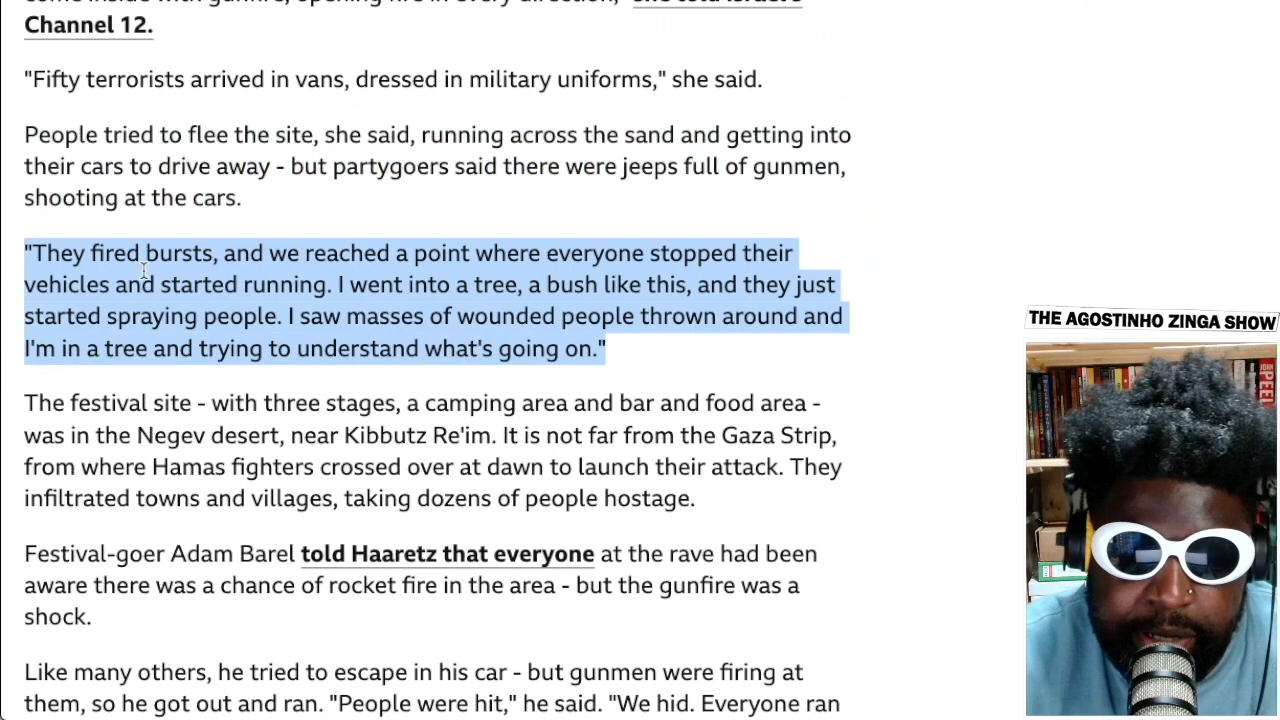 Channel 12.
"Fifty terrorists arrived in vans, dressed in military uniforms," she said.
People tried to flee the site, she said, running across the sand and getting into
their cars to drive away - but partygoers said there were jeeps full of gunmen,
shooting at the cars.
"They fired bursts, and we reached a point where everyone stopped their
vehicles and started running. I went into a tree, a bush like this, and they just
started spraying people. I saw masses of wounded people thrown around and
I'm in a tree and trying to understand what's going on."
The festival site - with three stages, a camping area and bar and food area -
was in the Negev desert, near Kibbutz Re'im. It is not far from the Gaza Strip,
from where Hamas fighters crossed over at dawn to launch their attack. They
infiltrated towns and villages, taking dozens of people hostage.
Festival-goer Adam Barel told Haaretz that everyone at the rave had been
aware there was a chance of rocket fire in the area - but the gunfire was a
shock.
Like many others, he tried to escape in his car - but gunmen were firing at
them, so he got out and ran. "People were hit," he said. "We hid. Everyone ran
THE AGOSTINHO ZINGA SHOW
JOHN
PEEL